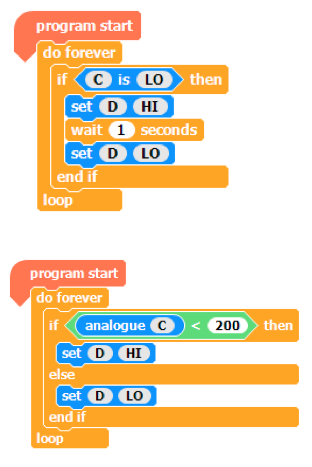 program start
do forever
if C is LO then
set D HI
wait 1 seconds
set D LO
end if
loop
program start
do forever
if analogue C < 200 then
set D HI
else
set D LO
end if
loop